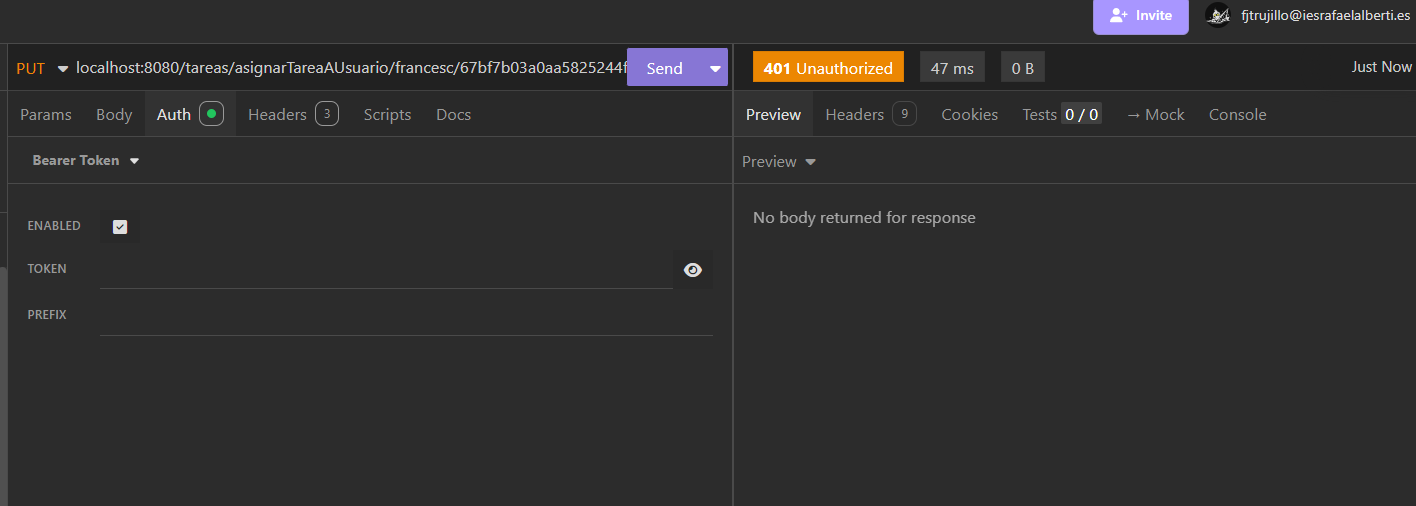 Invite fjtrujillo@iesrafaelalberti.es
PUT localhost:8080/tareas/asignarTareaAUsuario/francesc/67bf7b03a0aa5825244f Send 401 Unauthorized 47 ms 0 B Just Now
Params Body Auth Headers 3 Scripts Docs Preview Headers 9 Cookies Tests 0 / 0 → Mock Console
Bearer Token Preview
ENABLED No body returned for response
TOKEN
PREFIX